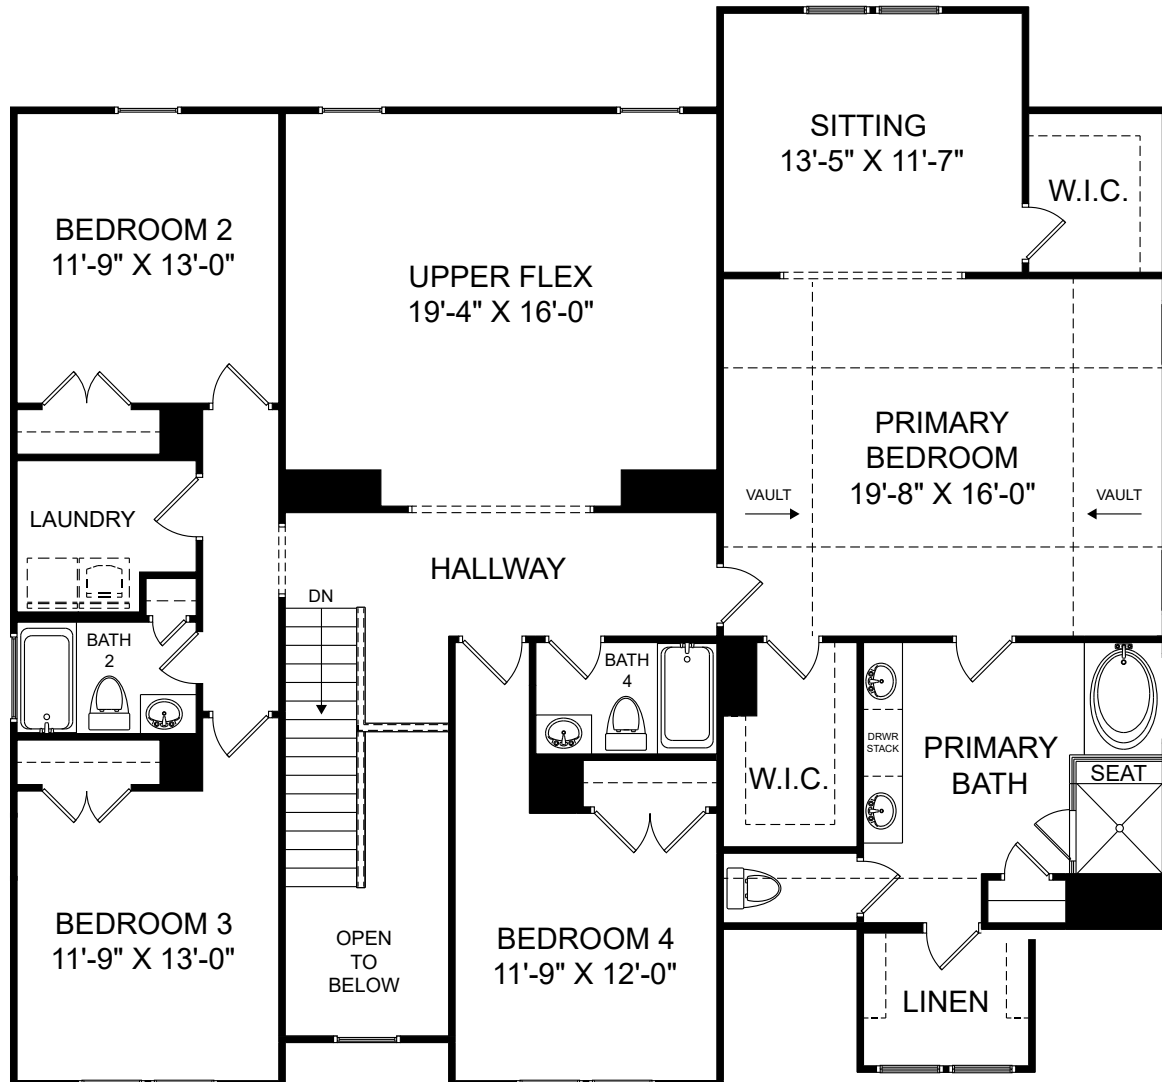 SITTING
13'-5" X 11'-7"
W.I.C.
BEDROOM 2
11'-9" X 13'-0"
UPPER FLEX
19'-4" X 16'-0"
PRIMARY
BEDROOM
19'-8" X 16'-0"
VAULT
VAULT
LAUNDRY
HALLWAY
DN
BATH
2
BATH
4
DRWR
STACK
PRIMARY
BATH
SEAT
W.I.C.
BEDROOM 3
11'-9" X 13'-0"
OPEN
TO
BELOW
BEDROOM 4
11'-9" X 12'-0"
LINEN